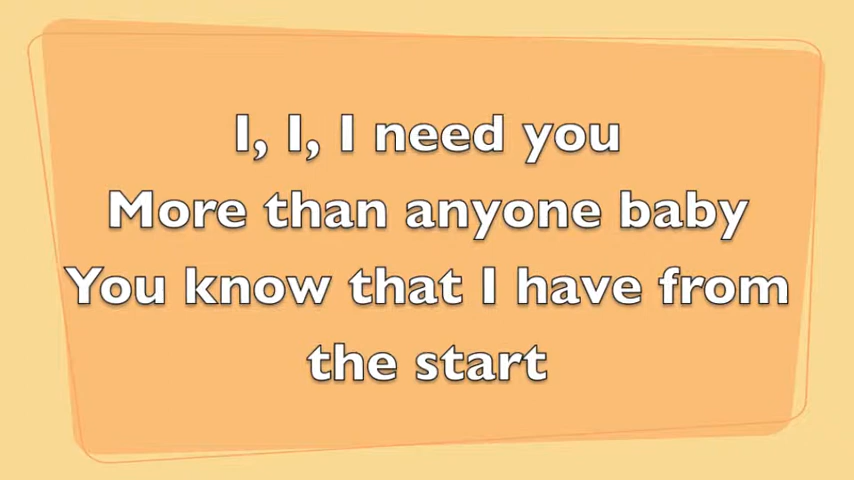 I, I, I need you
More than anyone baby
You know that I have from
the start